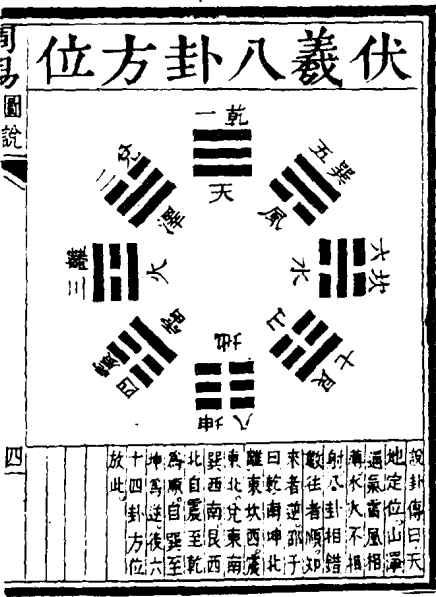 伏羲八卦方位
乾一
天
兌二
澤
離三
火
震四
雷
巽五
風
坎六
水
艮七
山
坤八
地
說卦傳曰天
地定位山澤
通氣雷風相
薄水火不相
射八卦相錯
數往者順知
來者逆邵子
曰乾南坤北
離東坎西震
東北兌東南
巽西南艮西
北自震至乾
為順自巽至
坤為逆後六
十四卦方位
放此
周易圖說
四